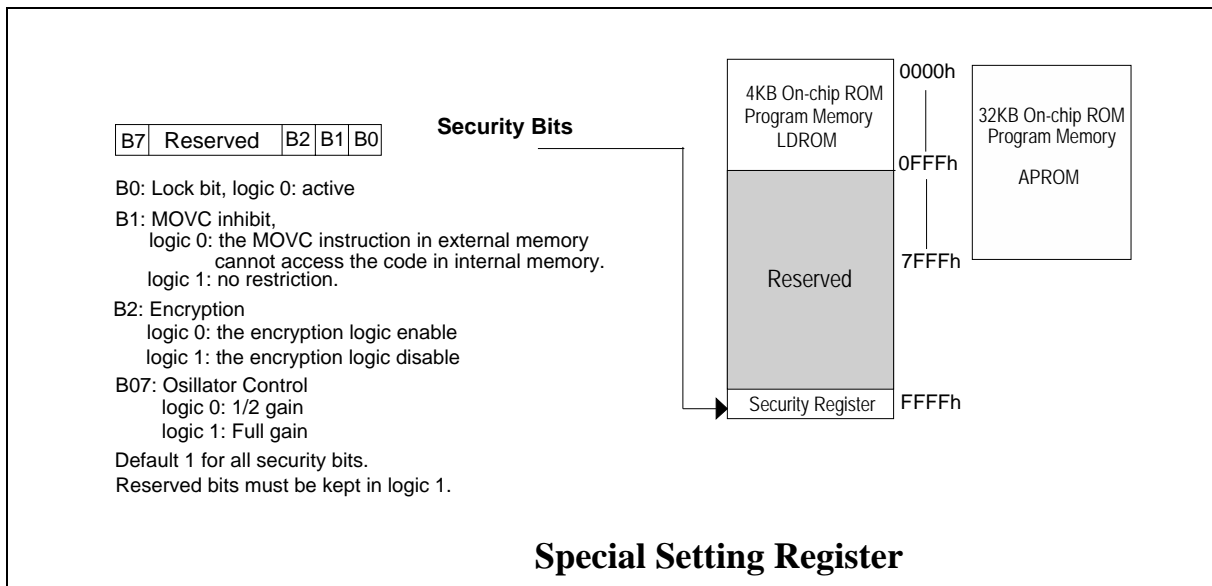 B7 Reserved B2 B1 B0
Security Bits
B0: Lock bit, logic 0: active
B1: MOVC inhibit,
logic 0: the MOVC instruction in external memory
cannot access the code in internal memory.
logic 1: no restriction.
B2: Encryption
logic 0: the encryption logic enable
logic 1: the encryption logic disable
B07: Osillator Control
logic 0: 1/2 gain
logic 1: Full gain
Default 1 for all security bits.
Reserved bits must be kept in logic 1.
4KB On-chip ROM
Program Memory
LDROM
Reserved
Security Register
0000h
0FFFh
7FFFh
FFFFh
32KB On-chip ROM
Program Memory
APROM
Special Setting Register